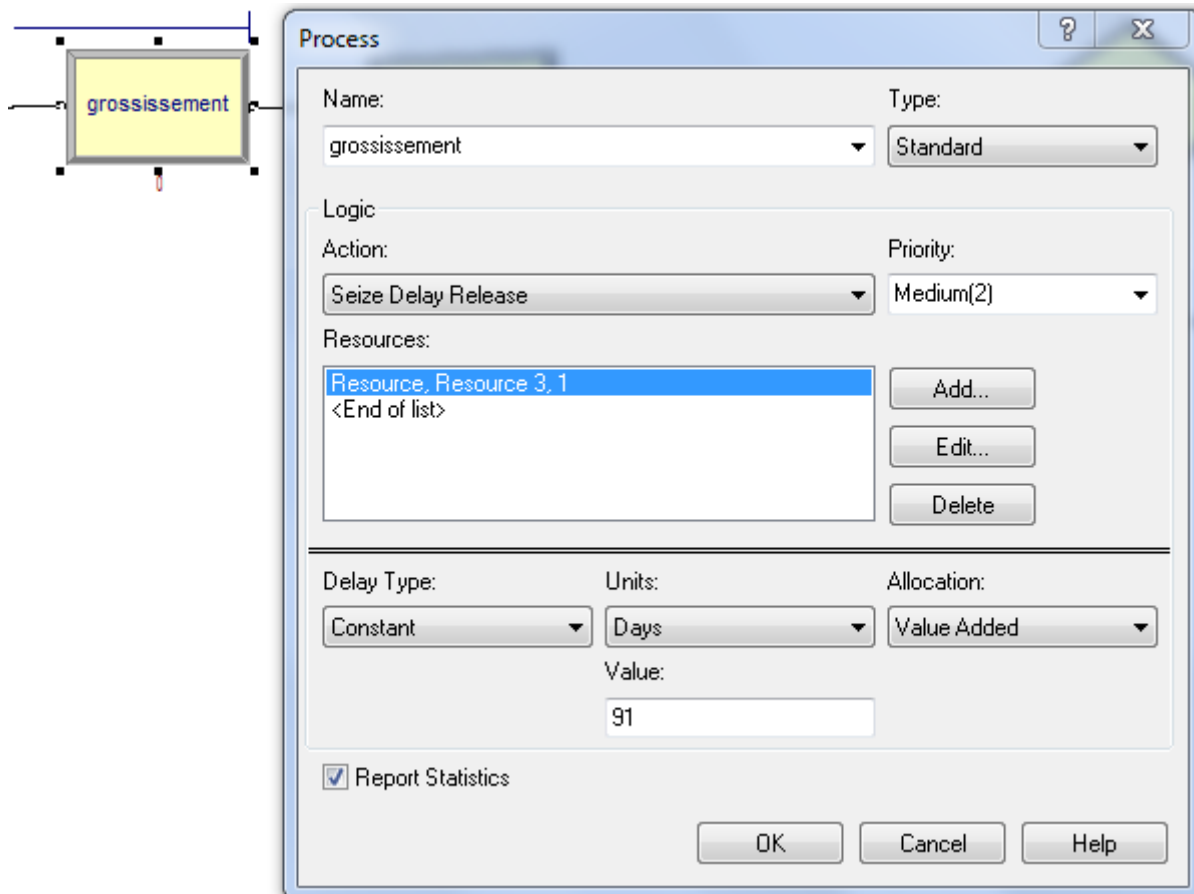 grossissement
0
Process
Name:
Type:
grossissement
Standard
Logic
Action:
Priority:
Seize Delay Release
Medium(2)
Resources:
Resource, Resource 3, 1
<End of list>
Add...
Edit...
Delete
Delay Type:
Units:
Allocation:
Constant
Days
Value Added
Value:
91
Report Statistics
OK
Cancel
Help